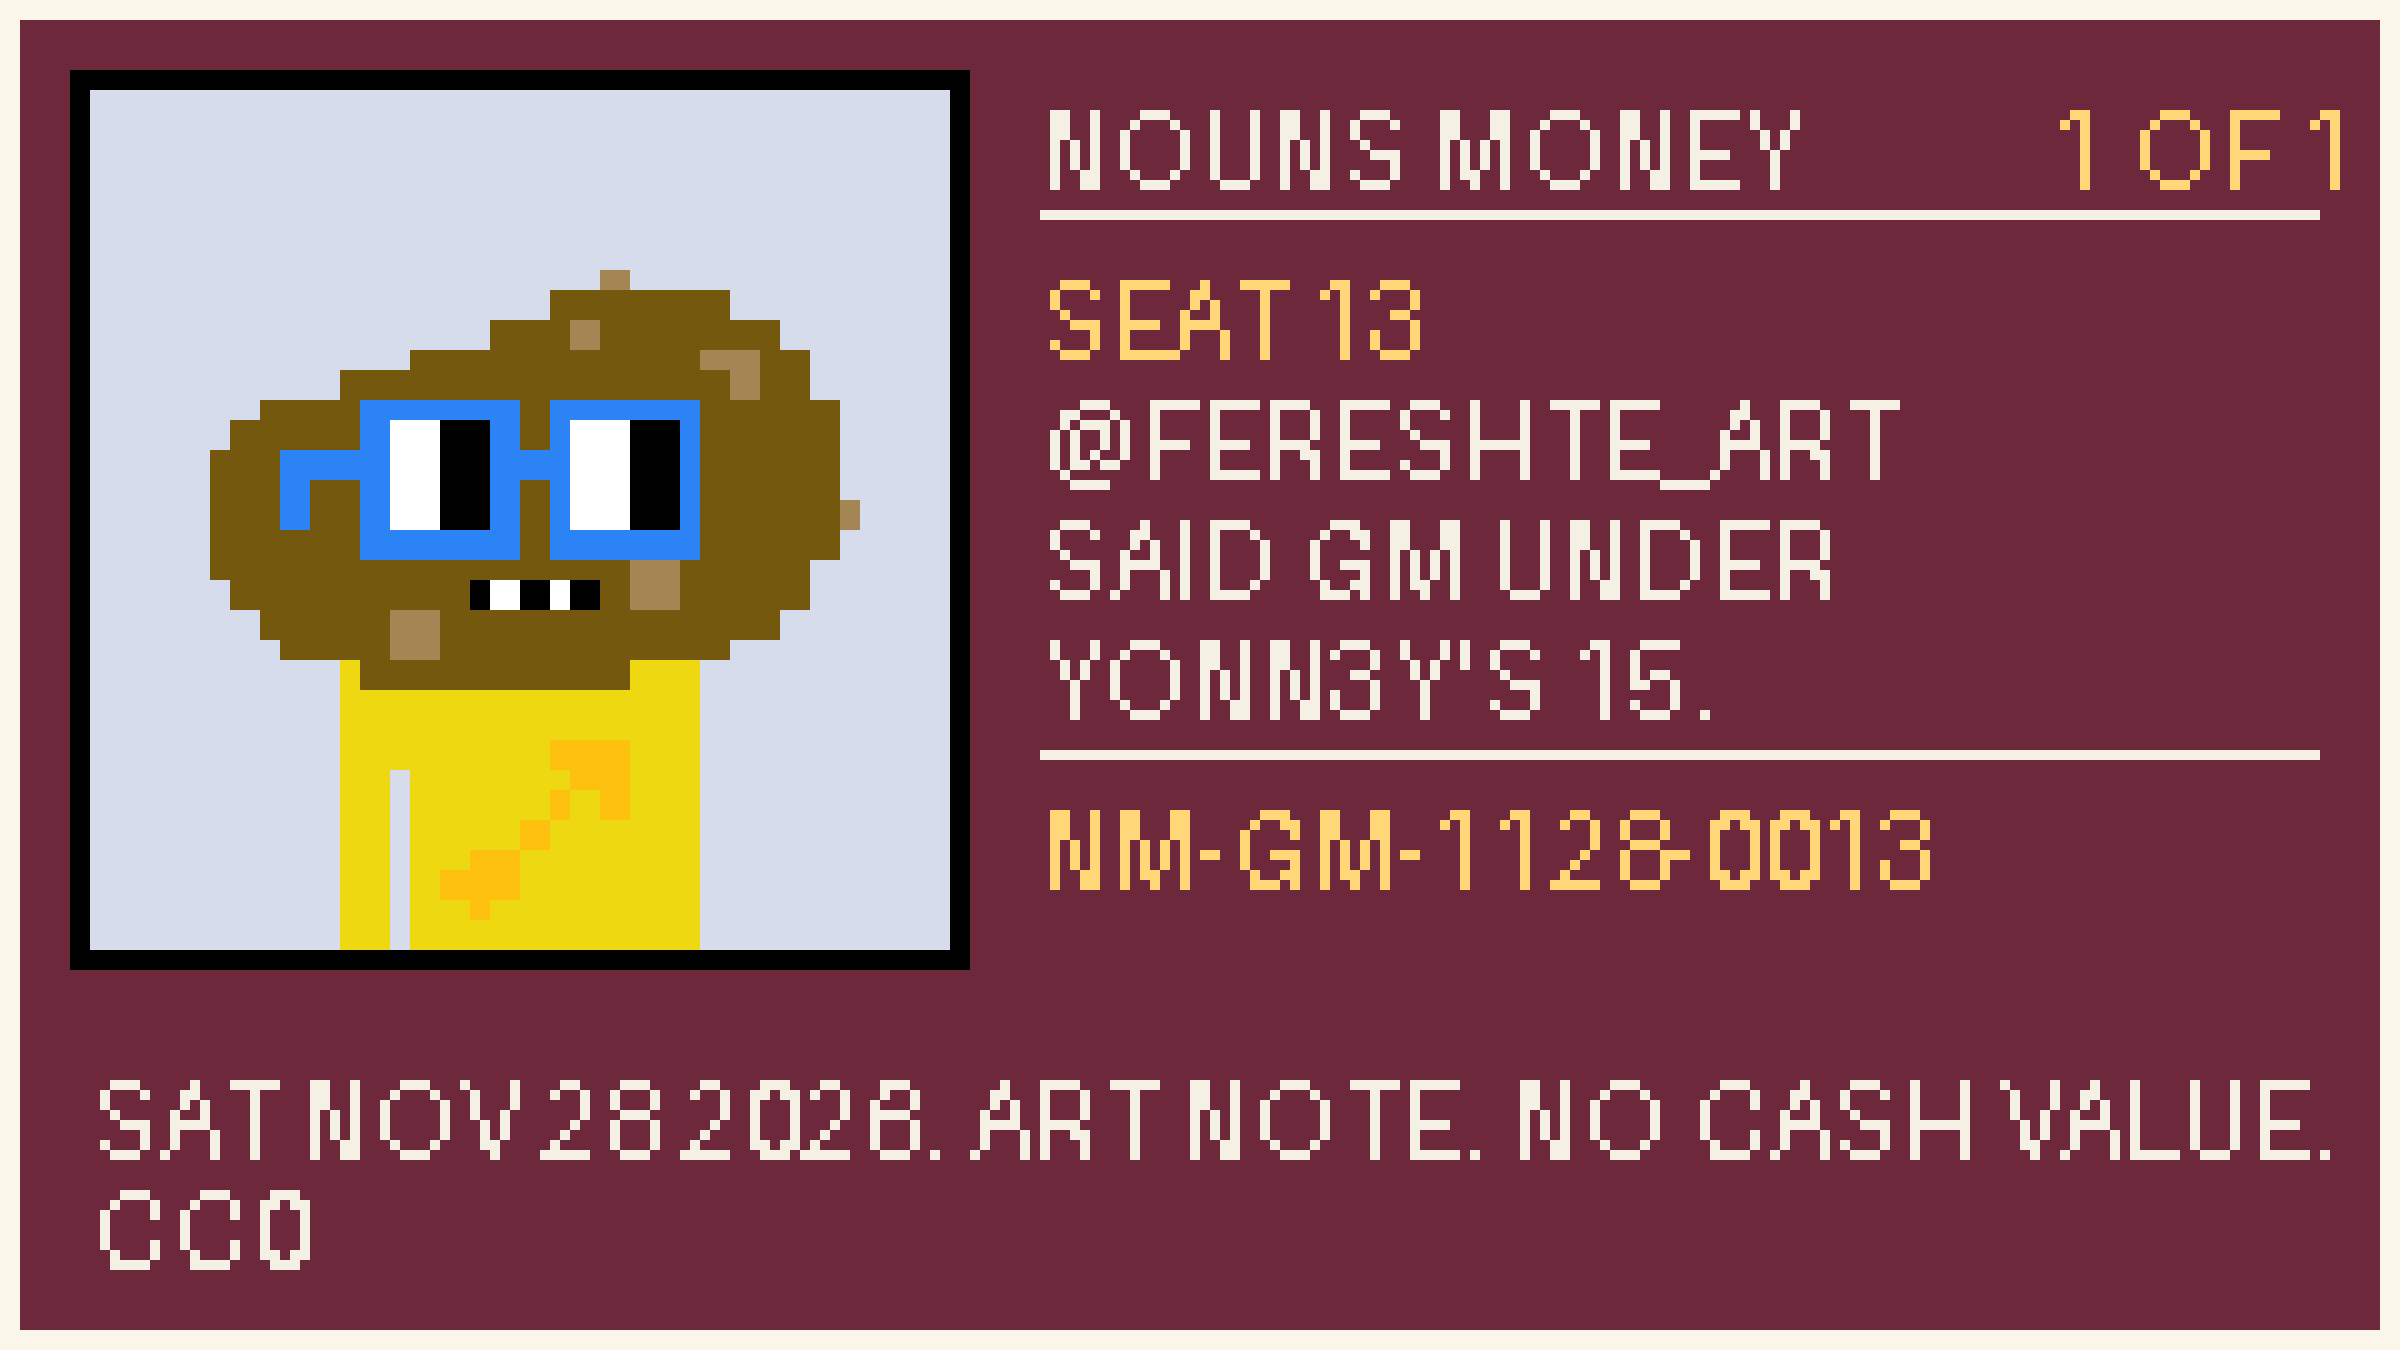 NOUNS MONEY 1 OF 1
SEAT 13
@FERESHTE_ART
SAID GM UNDER
YONN3Y'S 15.
NM-GM-1128-0013
SAT NOV 28 2026. ART NOTE. NO CASH VALUE.
CC0